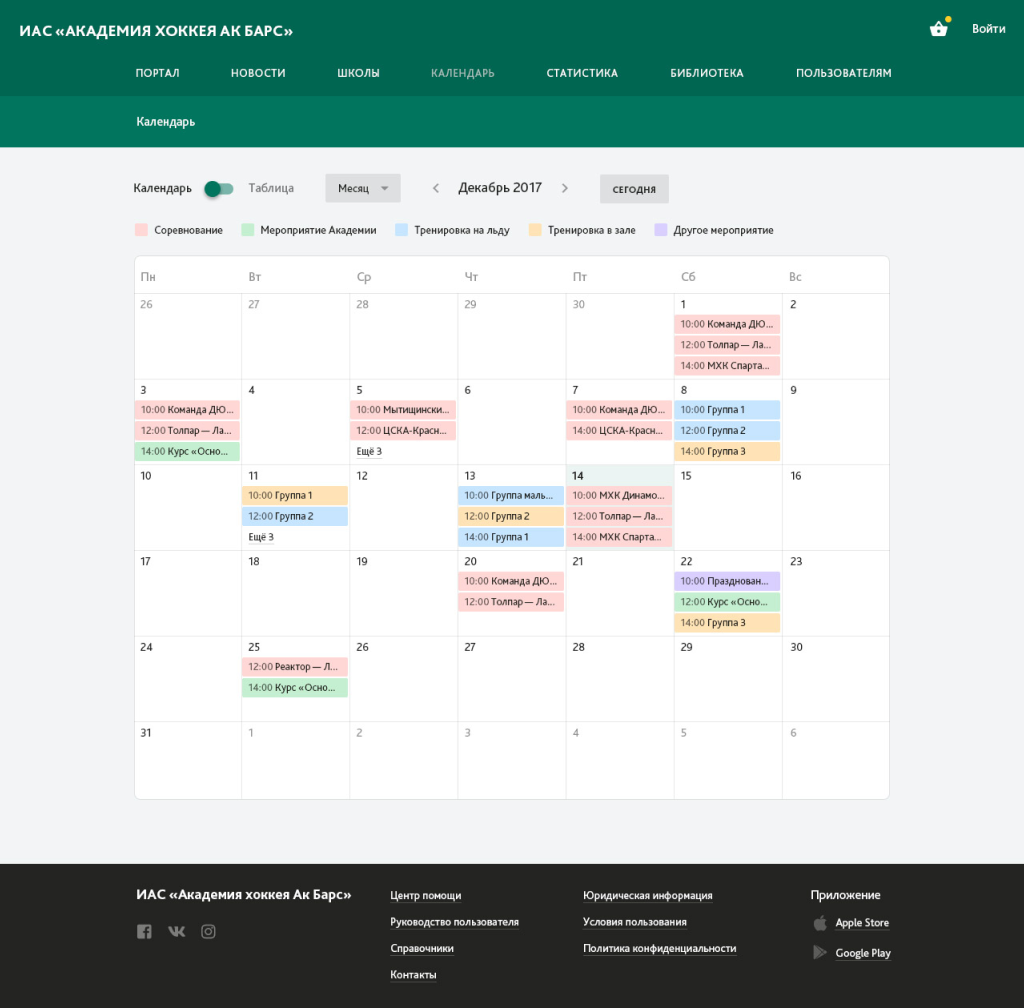 ИАС «АКАДЕМИЯ ХОККЕЯ АК БАРС»
Войти
ПОРТАЛ НОВОСТИ ШКОЛЫ КАЛЕНДАРЬ СТАТИСТИКА БИБЛИОТЕКА ПОЛЬЗОВАТЕЛЯМ
Календарь
Календарь Таблица Месяц Декабрь 2017 СЕГОДНЯ
Соревнование Мероприятие Академии Тренировка на льду Тренировка в зале Другое мероприятие
Пн Вт Ср Чт Пт Сб Вс
26 27 28 29 30 1 2
10:00 Команда ДЮ...
12:00 Толпар — Ла...
14:00 МХК Спарта...
3 4 5 6 7 8 9
10:00 Команда ДЮ... 10:00 Мытищински... 10:00 Команда ДЮ... 10:00 Группа 1
12:00 Толпар — Ла... 12:00 ЦСКА-Красн... 14:00 ЦСКА-Красн... 12:00 Группа 2
14:00 Курс «Осно... Ещё 3 14:00 Группа 3
10 11 12 13 14 15 16
10:00 Группа 1 10:00 Группа маль... 10:00 МХК Динамо...
12:00 Группа 2 12:00 Группа 2 12:00 Толпар — Ла...
Ещё 3 14:00 Группа 1 14:00 МХК Спарта...
17 18 19 20 21 22 23
10:00 Команда ДЮ... 10:00 Празднован...
12:00 Толпар — Ла... 12:00 Курс «Осно...
14:00 Группа 3
24 25 26 27 28 29 30
12:00 Реактор — Л...
14:00 Курс «Осно...
31 1 2 3 4 5 6
ИАС «Академия хоккея Ак Барс» Центр помощи Юридическая информация Приложение
Руководство пользователя Условия пользования Apple Store
Справочники Политика конфиденциальности Google Play
Контакты